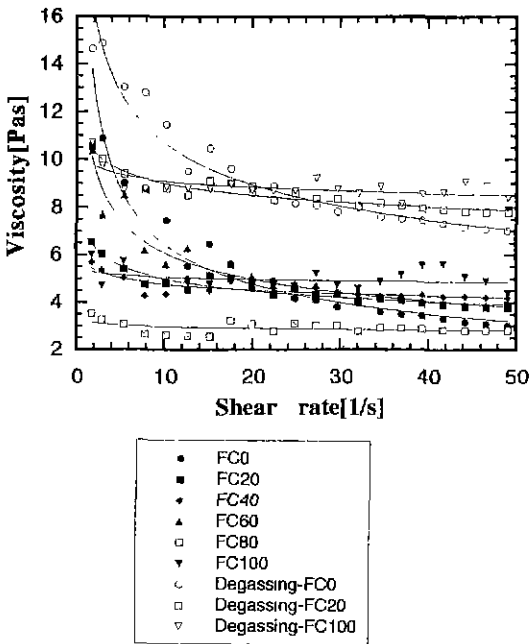 16
14
12
10
8
6
4
2
Viscosity[Pas]
0 10 20 30 40 50
Shear rate[1/s]
FC0
FC20
FC40
FC60
FC80
FC100
Degassing-FC0
Degassing-FC20
Degassing-FC100